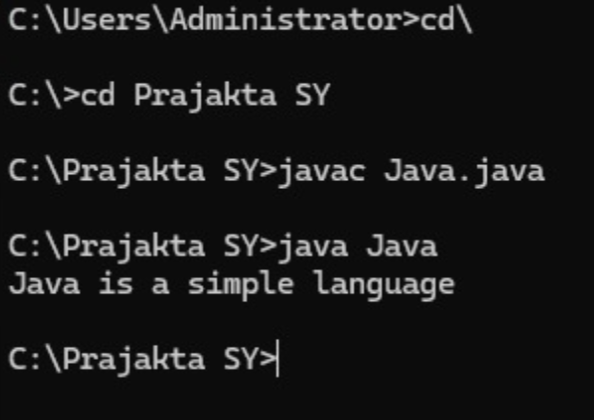 C:\Users\Administrator>cd\
C:\>cd Prajakta SY
C:\Prajakta SY>javac Java.java
C:\Prajakta SY>java Java
Java is a simple language
C:\Prajakta SY>